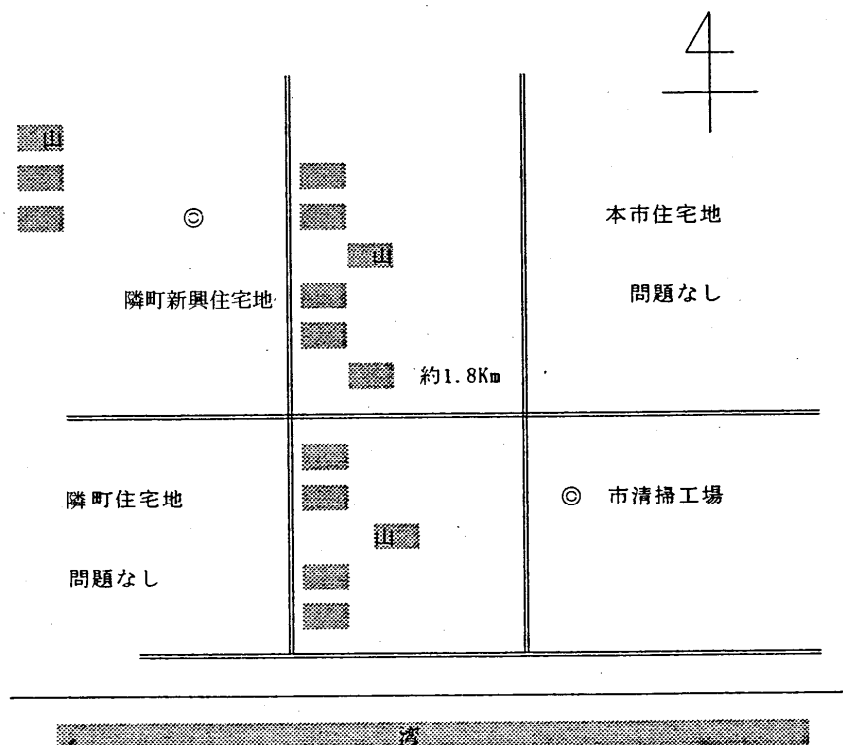 山
◎
本市住宅地
山
隣町新興住宅地
問題なし
約1.8Km
隣町住宅地
◎ 市清掃工場
山
問題なし
湾